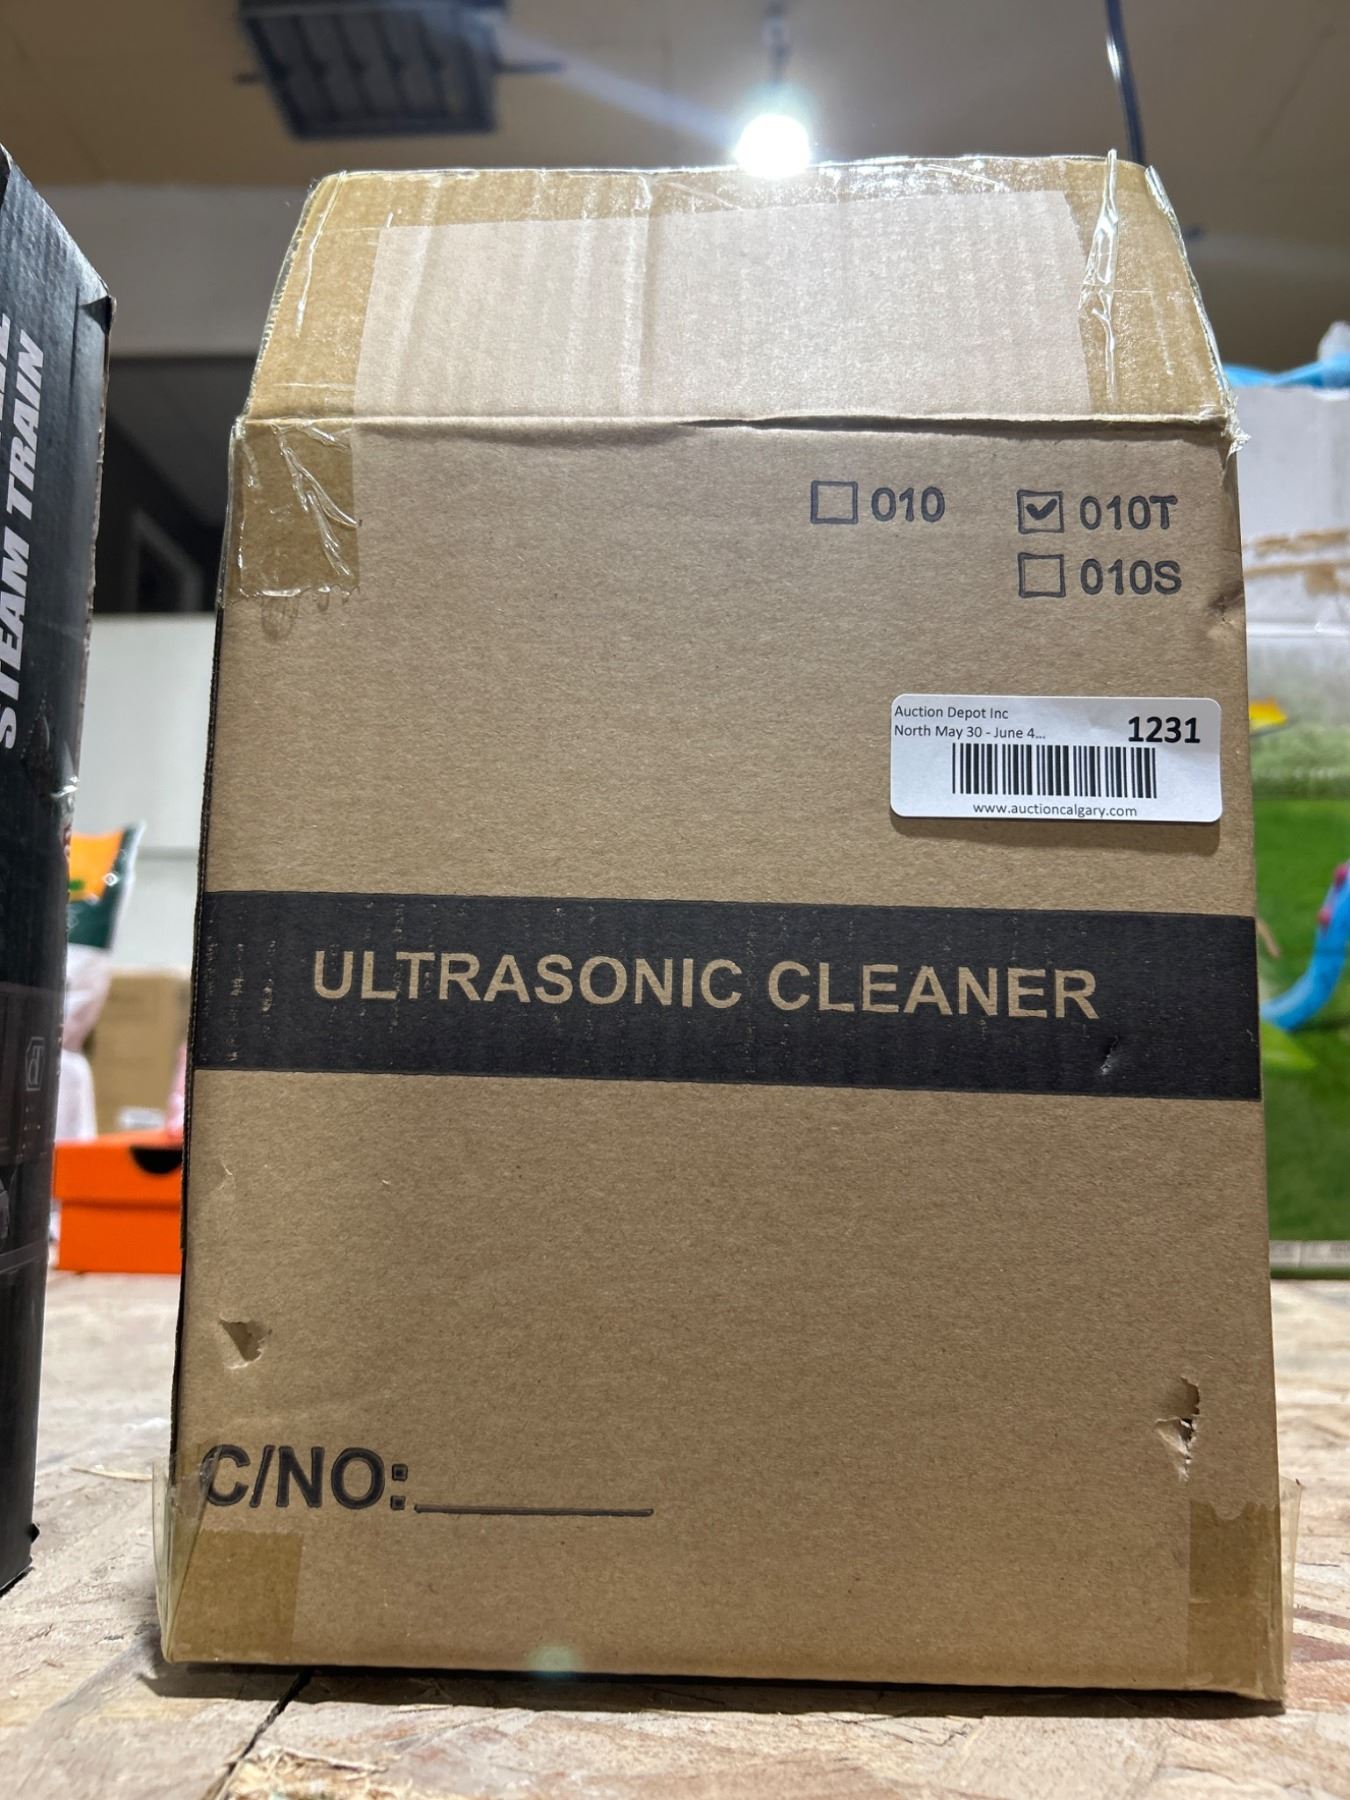 STEAM TRAIN
010
010T
010S
Auction Depot Inc
North May 30 - June 4...
1231
www.auctioncalgary.com
ULTRASONIC CLEANER
C/NO: